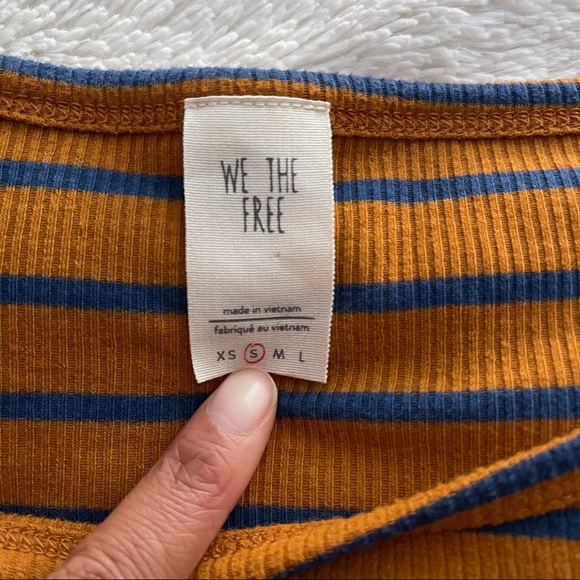 WE THE
FREE
made in vietnam
fabriqué au vietnam
XS S M L